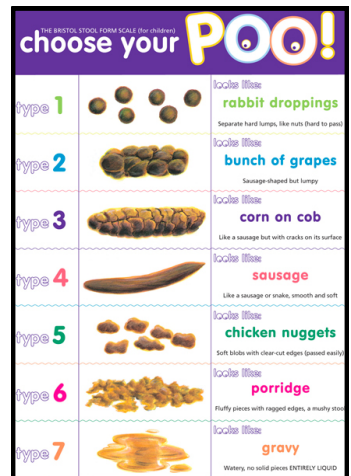 THE BRISTOL STOOL FORM SCALE (for children)
choose your POO!
type 1
looks like:
rabbit droppings
Separate hard lumps, like nuts (hard to pass)
type 2
looks like:
bunch of grapes
Sausage-shaped but lumpy
type 3
looks like:
corn on cob
Like a sausage but with cracks on its surface
type 4
looks like:
sausage
Like a sausage or snake, smooth and soft
type 5
looks like:
chicken nuggets
Soft blobs with clear-cut edges (passed easily)
type 6
looks like:
porridge
Fluffy pieces with ragged edges, a mushy stoo
type 7
looks like:
gravy
Watery, no solid pieces ENTIRELY LIQUID